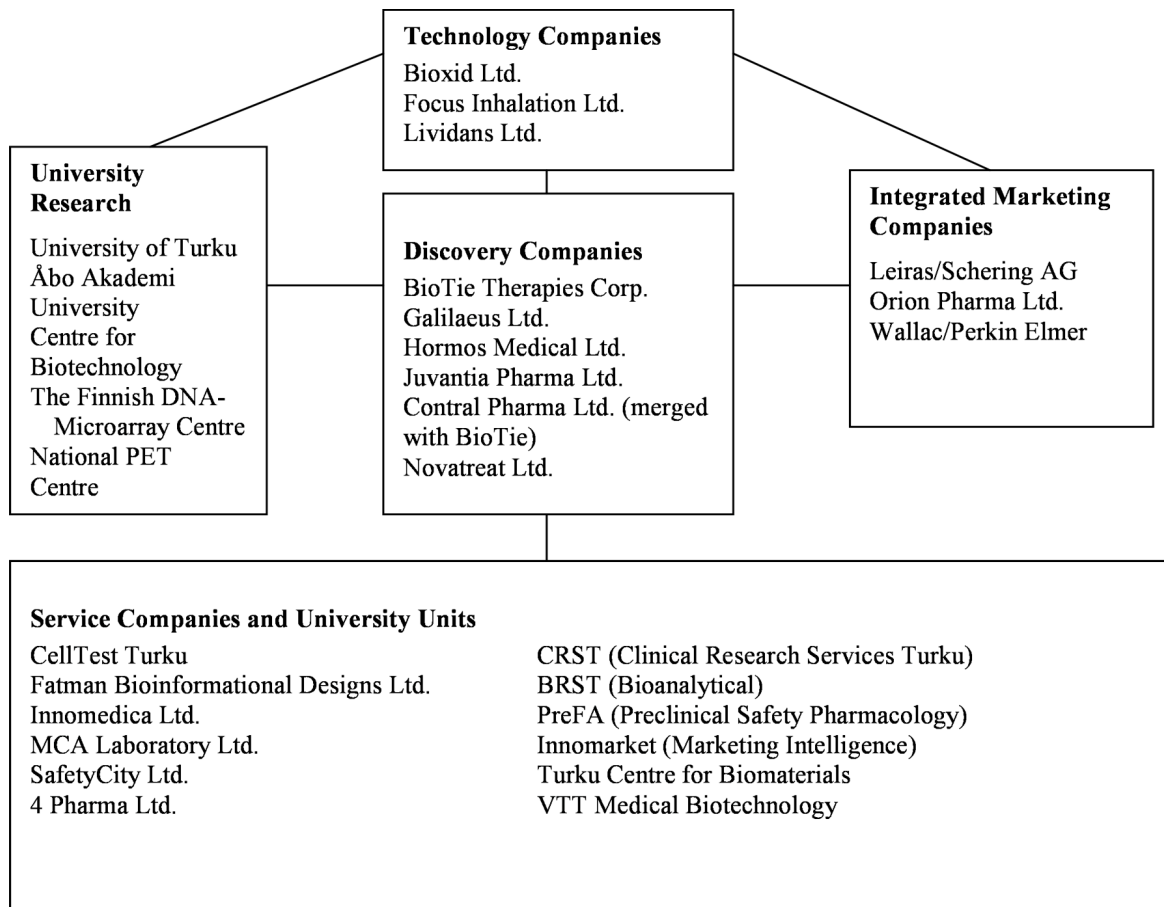 Technology Companies
Bioxid Ltd.
Focus Inhalation Ltd.
Lividans Ltd.
University
Research
University of Turku
Åbo Akademi
University
Centre for
Biotechnology
The Finnish DNA-
Microarray Centre
National PET
Centre
Discovery Companies
BioTie Therapies Corp.
Galilaeus Ltd.
Hormos Medical Ltd.
Juvantia Pharma Ltd.
Contral Pharma Ltd. (merged
with BioTie)
Novatreat Ltd.
Integrated Marketing
Companies
Leiras/Schering AG
Orion Pharma Ltd.
Wallac/Perkin Elmer
Service Companies and University Units
CellTest Turku
Fatman Bioinformational Designs Ltd.
Innomedica Ltd.
MCA Laboratory Ltd.
SafetyCity Ltd.
4 Pharma Ltd.
CRST (Clinical Research Services Turku)
BRST (Bioanalytical)
PreFA (Preclinical Safety Pharmacology)
Innomarket (Marketing Intelligence)
Turku Centre for Biomaterials
VTT Medical Biotechnology